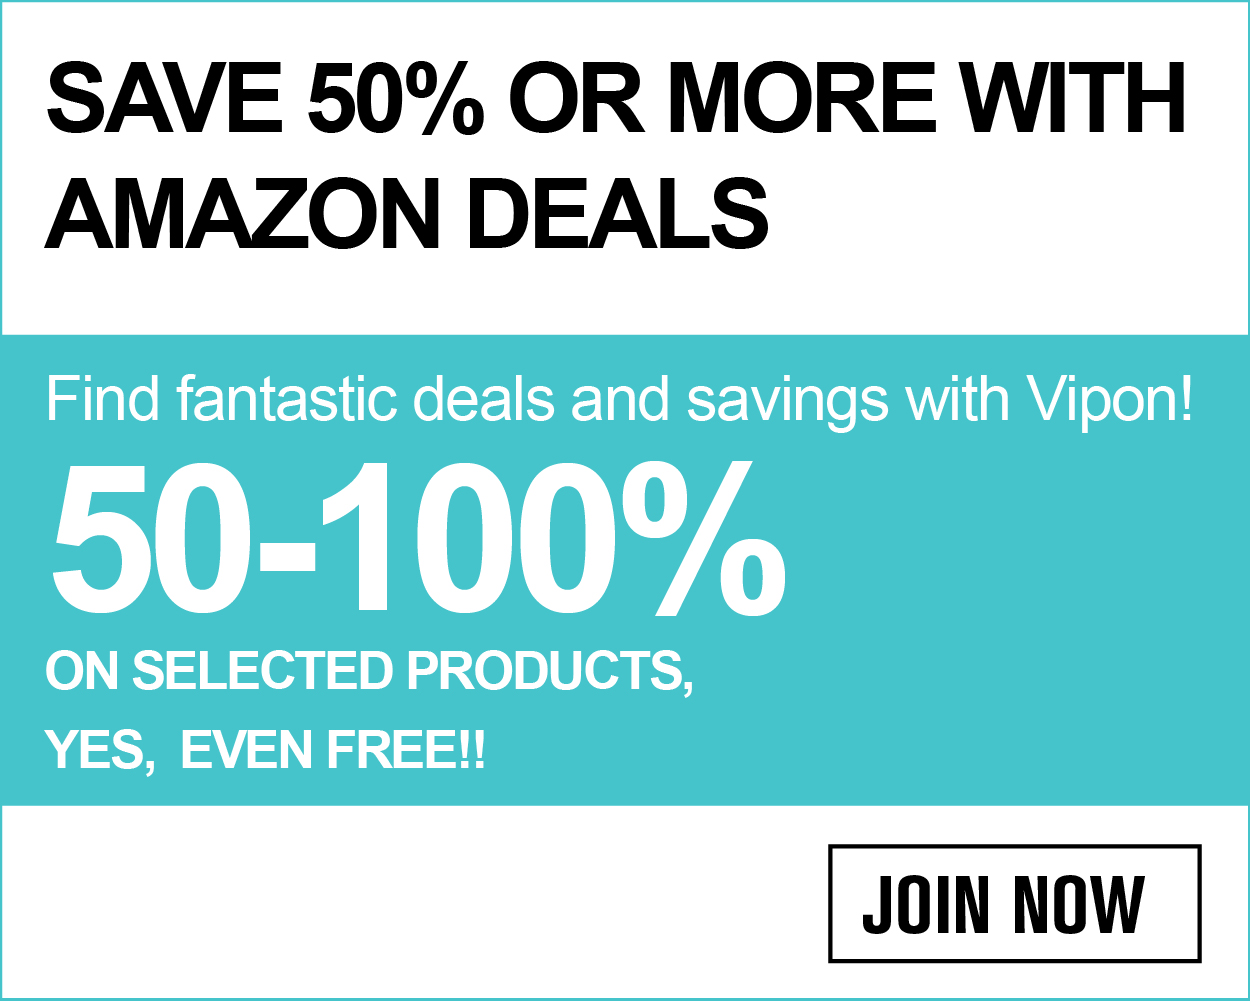 SAVE 50% OR MORE WITH
AMAZON DEALS
Find fantastic deals and savings with Vipon!
50-100%
ON SELECTED PRODUCTS,
YES,  EVEN FREE!!
JOIN NOW